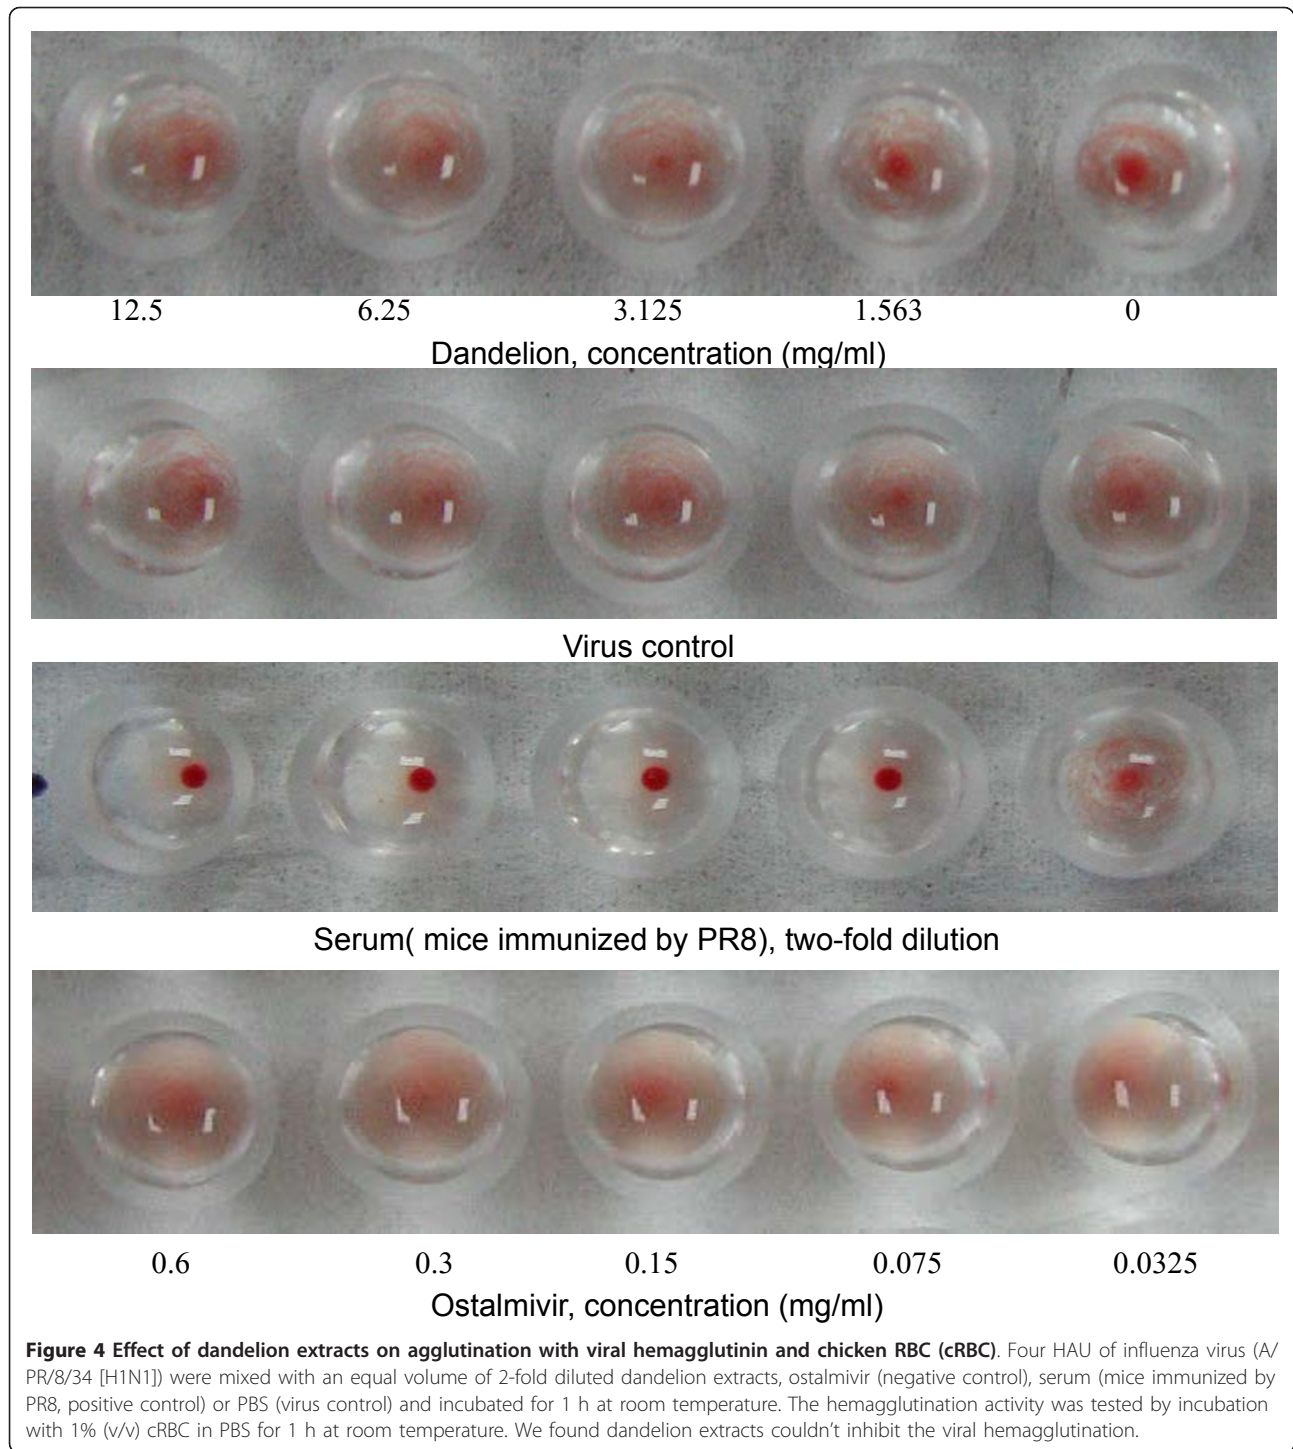 12.5 6.25 3.125 1.563 0
Dandelion, concentration (mg/ml)
Virus control
Serum( mice immunized by PR8), two-fold dilution
0.6 0.3 0.15 0.075 0.0325
Ostalmivir, concentration (mg/ml)
Figure 4 Effect of dandelion extracts on agglutination with viral hemagglutinin and chicken RBC (cRBC). Four HAU of influenza virus (A/
PR/8/34 [H1N1]) were mixed with an equal volume of 2-fold diluted dandelion extracts, ostalmivir (negative control), serum (mice immunized by
PR8, positive control) or PBS (virus control) and incubated for 1 h at room temperature. The hemagglutination activity was tested by incubation
with 1% (v/v) cRBC in PBS for 1 h at room temperature. We found dandelion extracts couldn't inhibit the viral hemagglutination.